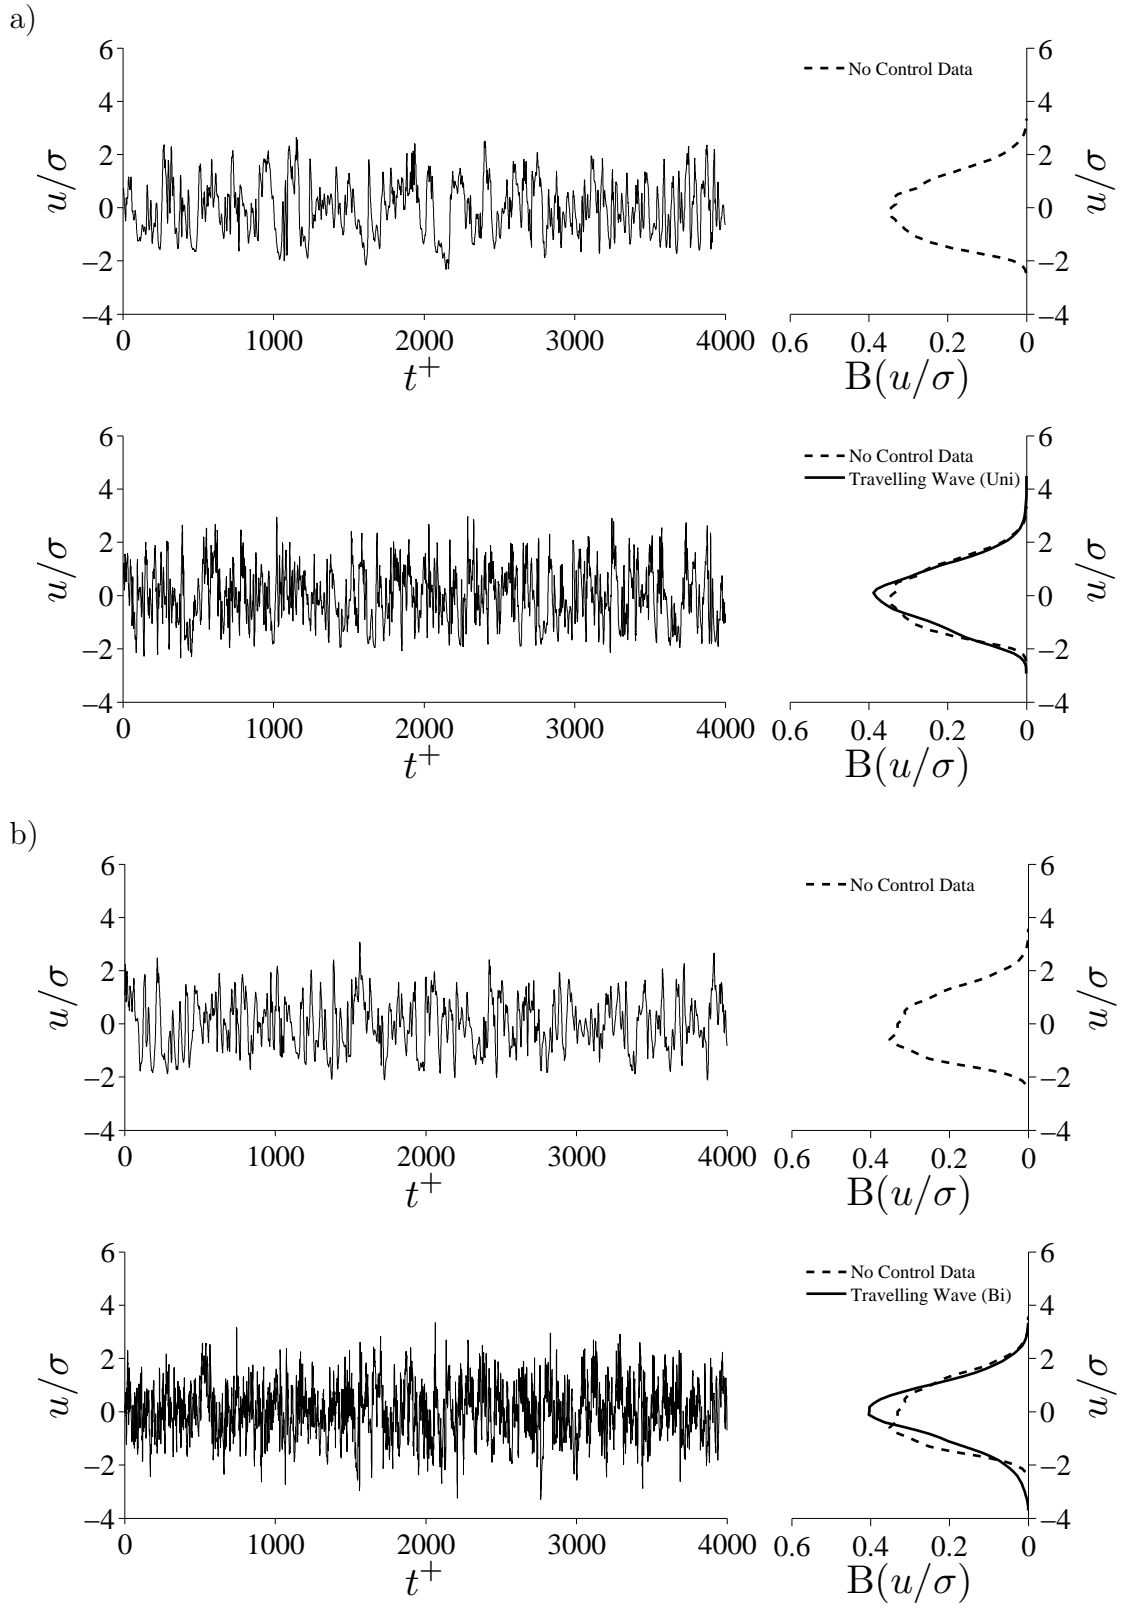 a)
6
4
2
0
−2
−4
u/σ
0 1000 2000 3000 4000
t+
No Control Data
6
4
2
0
−2
−4
u/σ
0.6 0.4 0.2 0
B(u/σ)
6
4
2
0
−2
−4
u/σ
0 1000 2000 3000 4000
t+
No Control Data
Travelling Wave (Uni)
6
4
2
0
−2
−4
u/σ
0.6 0.4 0.2 0
B(u/σ)
b)
6
4
2
0
−2
−4
u/σ
0 1000 2000 3000 4000
t+
No Control Data
6
4
2
0
−2
−4
u/σ
0.6 0.4 0.2 0
B(u/σ)
6
4
2
0
−2
−4
u/σ
0 1000 2000 3000 4000
t+
No Control Data
Travelling Wave (Bi)
6
4
2
0
−2
−4
u/σ
0.6 0.4 0.2 0
B(u/σ)